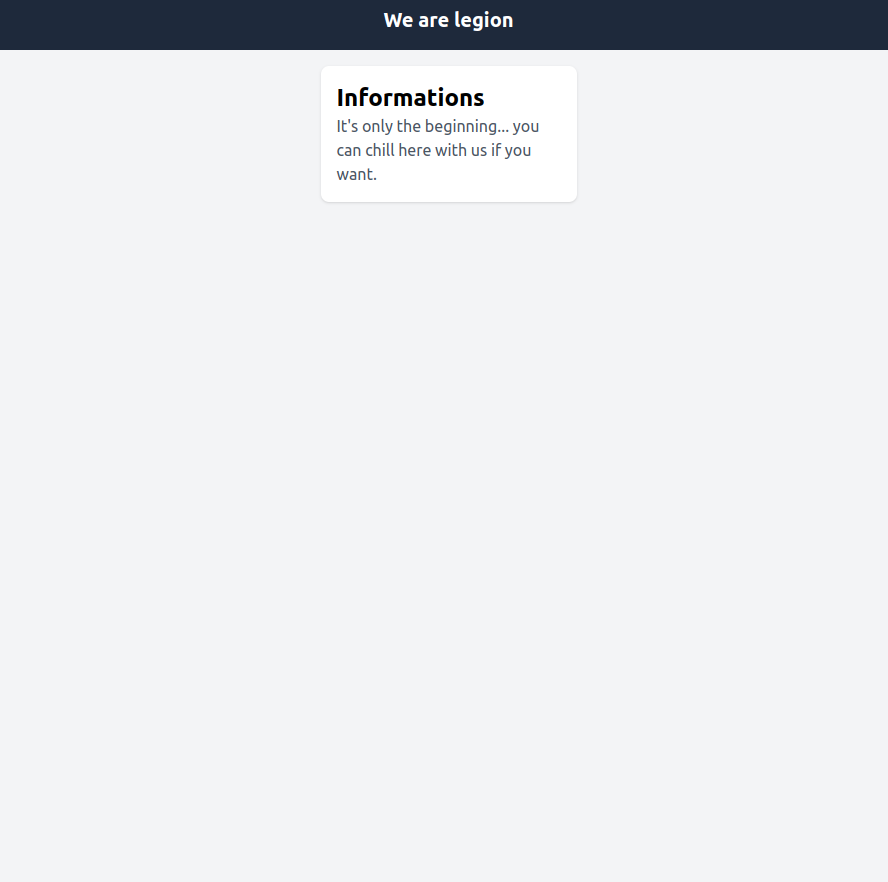 We are legion
Informations
It's only the beginning... you
can chill here with us if you
want.